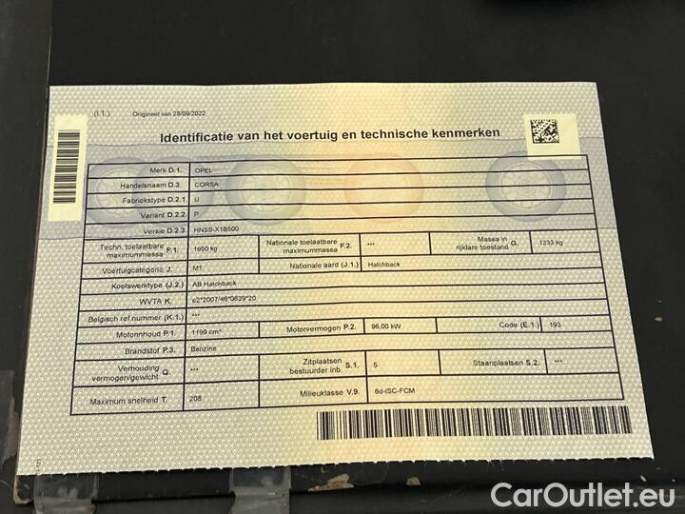 (I.1.) Origineel van 28/09/2022
Identificatie van het voertuig en technische kenmerken
Merk D.1. OPEL
Handelsnaam D.3. CORSA
Fabriekstype D.2.1. U
Variant D.2.2. P
Versie D.2.3. HNSS-X1B500
Techn. toelaatbare maximummassa F.1. 1660 kg Nationale toelaatbare maximummassa F.2. *** Massa in rijklare toestand G. 1233 kg
Voertuigcategorie J. M1 Nationale aard (J.1.) Hatchback
Koetswerktype (J.2.) AB Hatchback
WVTA K. e2*2007/46*0639*20
Belgisch ref.nummer (K.1.) ***
Motorinhoud P.1. 1199 cm³ Motorvermogen P.2. 96,00 kW Code (E.1.) 193
Brandstof P.3. Benzine
Verhouding vermogen/gewicht Q. *** Zitplaatsen bestuurder inb. S.1. 5 Staanplaatsen S.2. ***
Maximum snelheid T. 208 Milieuklasse V.9. 6d-ISC-FCM
CarOutlet.eu